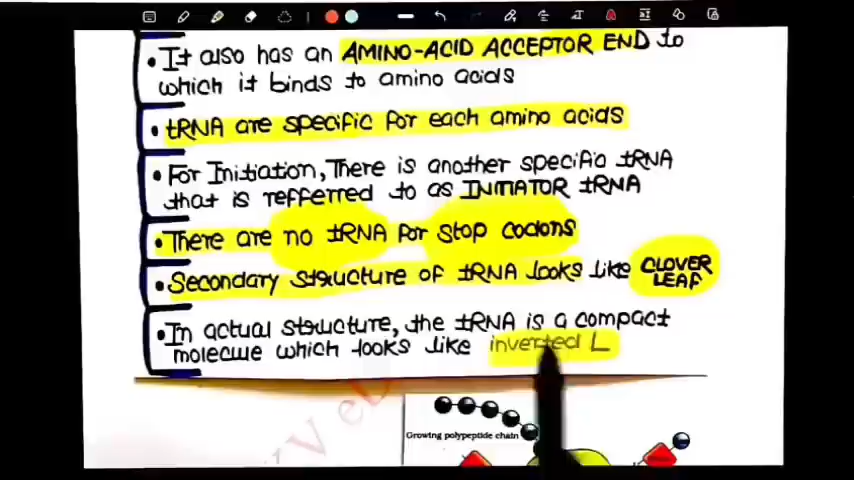 • It also has an AMINO-ACID ACCEPTOR END to
which it binds to amino acids
• tRNA are specific for each amino acids
• For Initiation, There is another specific tRNA
that is refferred to as INITIATOR tRNA
• There are no tRNA for stop codons
• Secondary structure of tRNA looks like CLOVER
LEAF
• In actual structure, the tRNA is a compact
molecule which looks like inverted L
Growing polypeptide chain